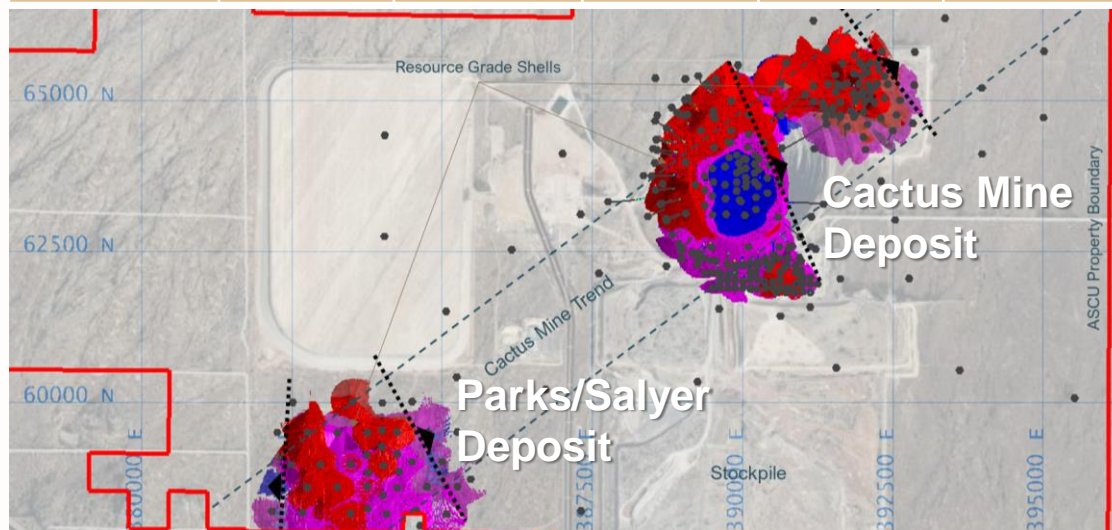 Resource Grade Shells
65000 N
Cactus Mine
Deposit
ASCU Property Boundary
62500 N
Cactus Mine Trend
60000 N
Parks/Salyer
Deposit
Stockpile
387500 E
390000 E
392500 E
395000 E